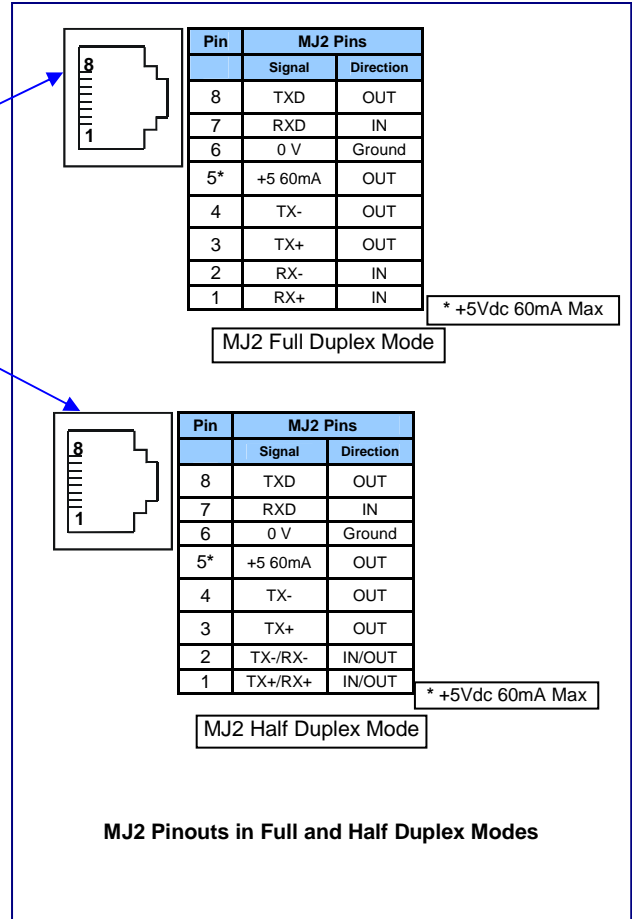 8
1
Pin MJ2 Pins
Signal Direction
8 TXD OUT
7 RXD IN
6 0 V Ground
5* +5 60mA OUT
4 TX- OUT
3 TX+ OUT
2 RX- IN
1 RX+ IN
* +5Vdc 60mA Max
MJ2 Full Duplex Mode
8
1
Pin MJ2 Pins
Signal Direction
8 TXD OUT
7 RXD IN
6 0 V Ground
5* +5 60mA OUT
4 TX- OUT
3 TX+ OUT
2 TX-/RX- IN/OUT
1 TX+/RX+ IN/OUT
* +5Vdc 60mA Max
MJ2 Half Duplex Mode
MJ2 Pinouts in Full and Half Duplex Modes